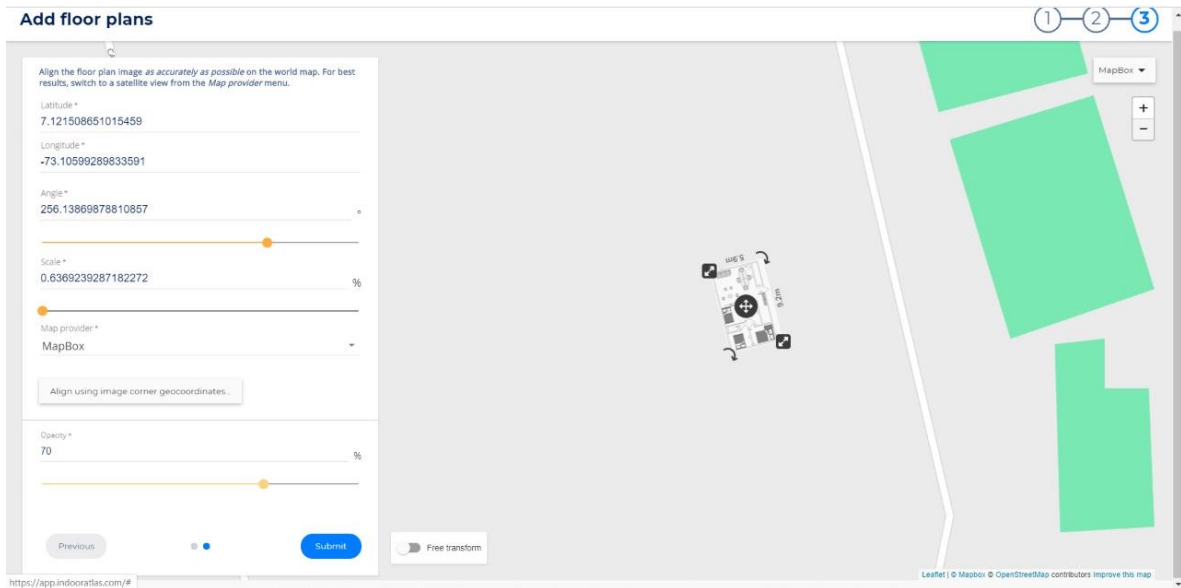 Add floor plans
1
2
3
Align the floor plan image as accurately as possible on the world map. For best
results, switch to a satellite view from the Map provider menu.
Latitude *
7.121508651015459
Longitude *
-73.10599289833591
Angle *
256.13869878810857
°
Scale *
0.6369239287182272
%
Map provider *
MapBox
Align using image corner geocoordinates...
Opacity *
70
%
Previous
Submit
Free transform
MapBox
+
−
5.9m
9.2m
Leaflet | © Mapbox © OpenStreetMap contributors Improve this map
https://app.indooratlas.com/#